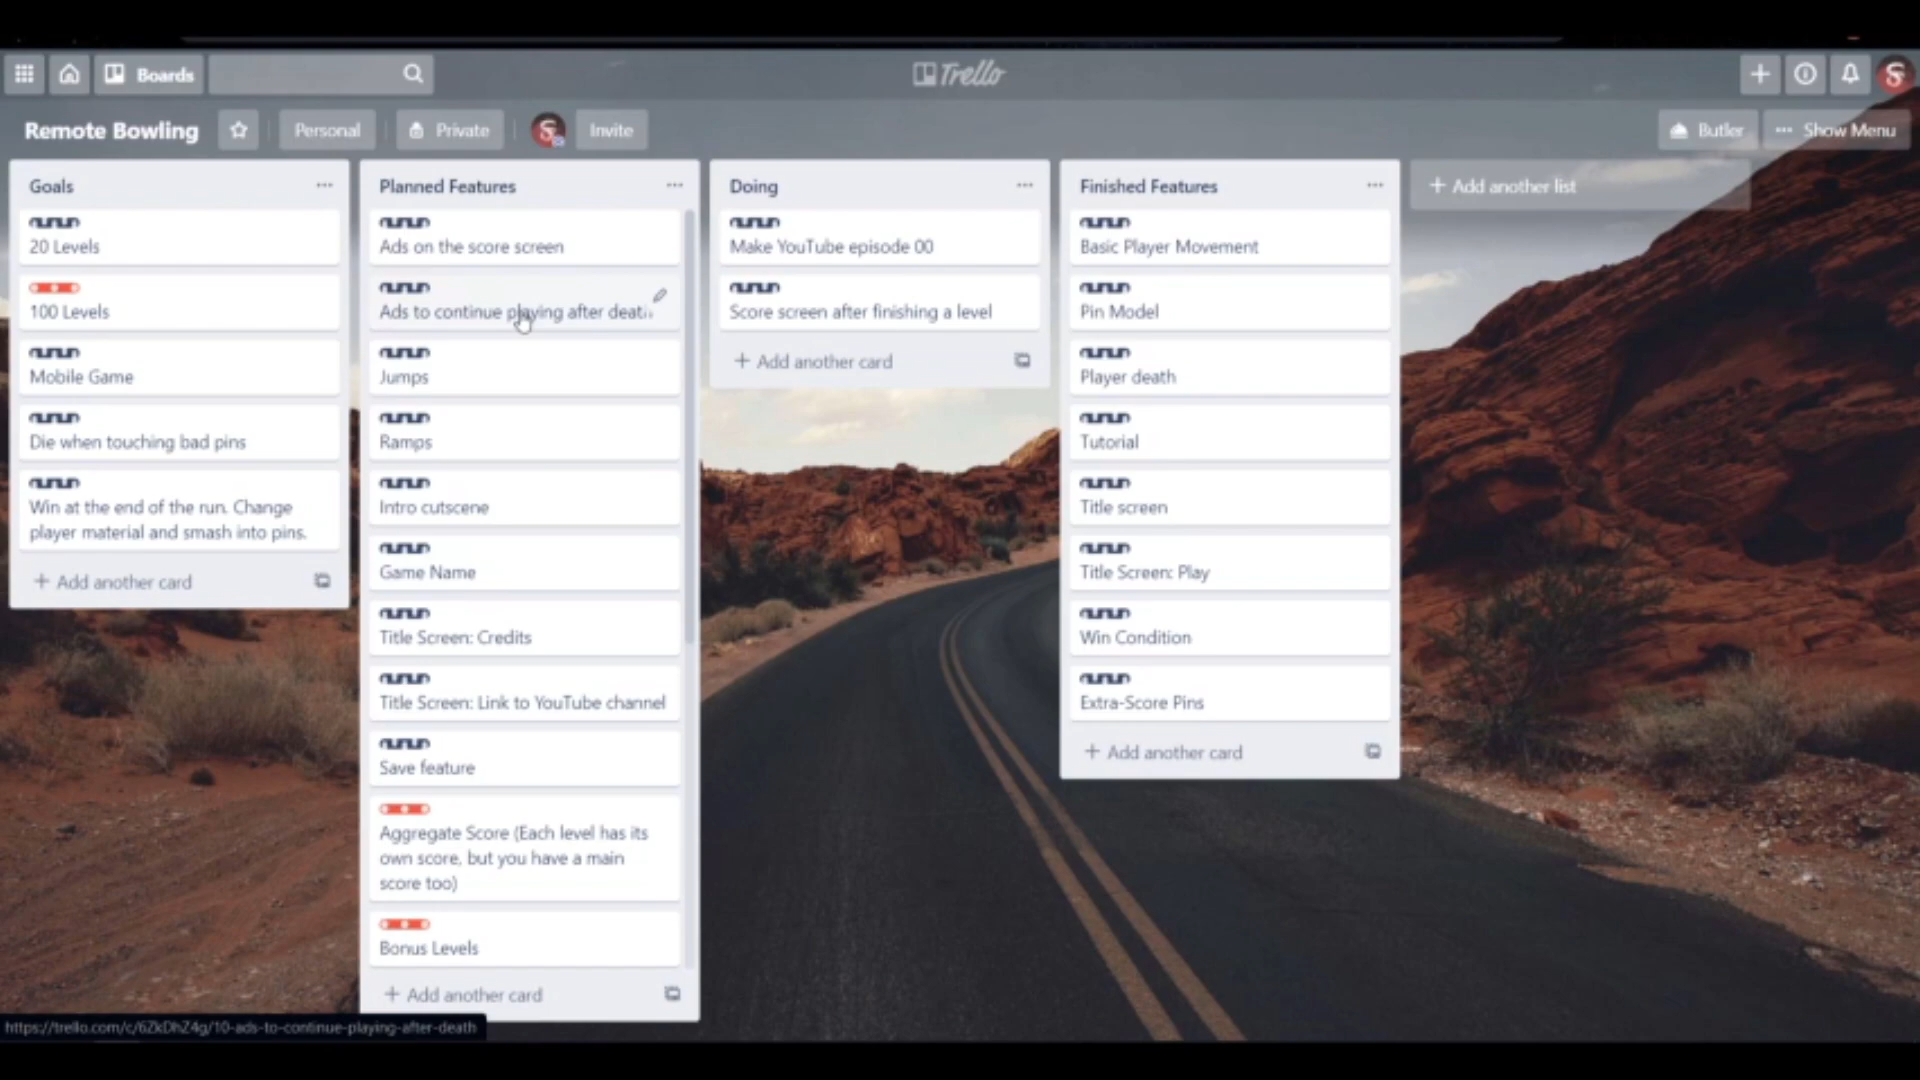 Boards
Trello
Remote Bowling
Personal
Private
Invite
Butler
Show Menu
Goals
20 Levels
100 Levels
Mobile Game
Die when touching bad pins
Win at the end of the run. Change
player material and smash into pins.
+ Add another card
Planned Features
Ads on the score screen
Ads to continue playing after death
Jumps
Ramps
Intro cutscene
Game Name
Title Screen: Credits
Title Screen: Link to YouTube channel
Save feature
Aggregate Score (Each level has its
own score, but you have a main
score too)
Bonus Levels
+ Add another card
Doing
Make YouTube episode 00
Score screen after finishing a level
+ Add another card
Finished Features
Basic Player Movement
Pin Model
Player death
Tutorial
Title screen
Title Screen: Play
Win Condition
Extra-Score Pins
+ Add another card
+ Add another list
https://trello.com/c/6ZkDhZ4g/10-ads-to-continue-playing-after-death